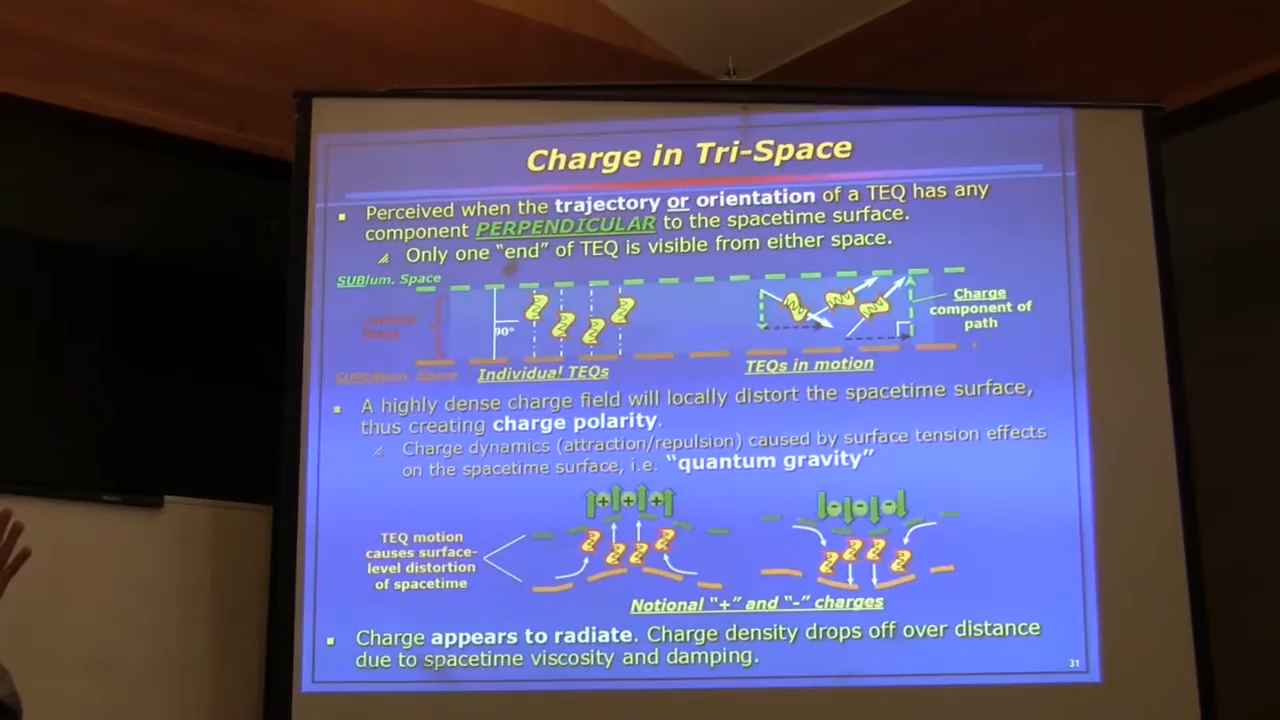 Charge in Tri-Space
Perceived when the trajectory or orientation of a TEQ has any
component PERPENDICULAR to the spacetime surface.
Only one “end” of TEQ is visible from either space.
SUBlum. Space
Space
90°
Charge
component of
path
SUPERlum. Space
Individual TEQs
TEQs in motion
A highly dense charge field will locally distort the spacetime surface,
thus creating charge polarity.
Charge dynamics (attraction/repulsion) caused by surface tension effects
on the spacetime surface, i.e. “quantum gravity”
+ + +
- - -
TEQ motion
causes surface-
level distortion
of spacetime
Notional “+” and “-” charges
Charge appears to radiate. Charge density drops off over distance
due to spacetime viscosity and damping.
31